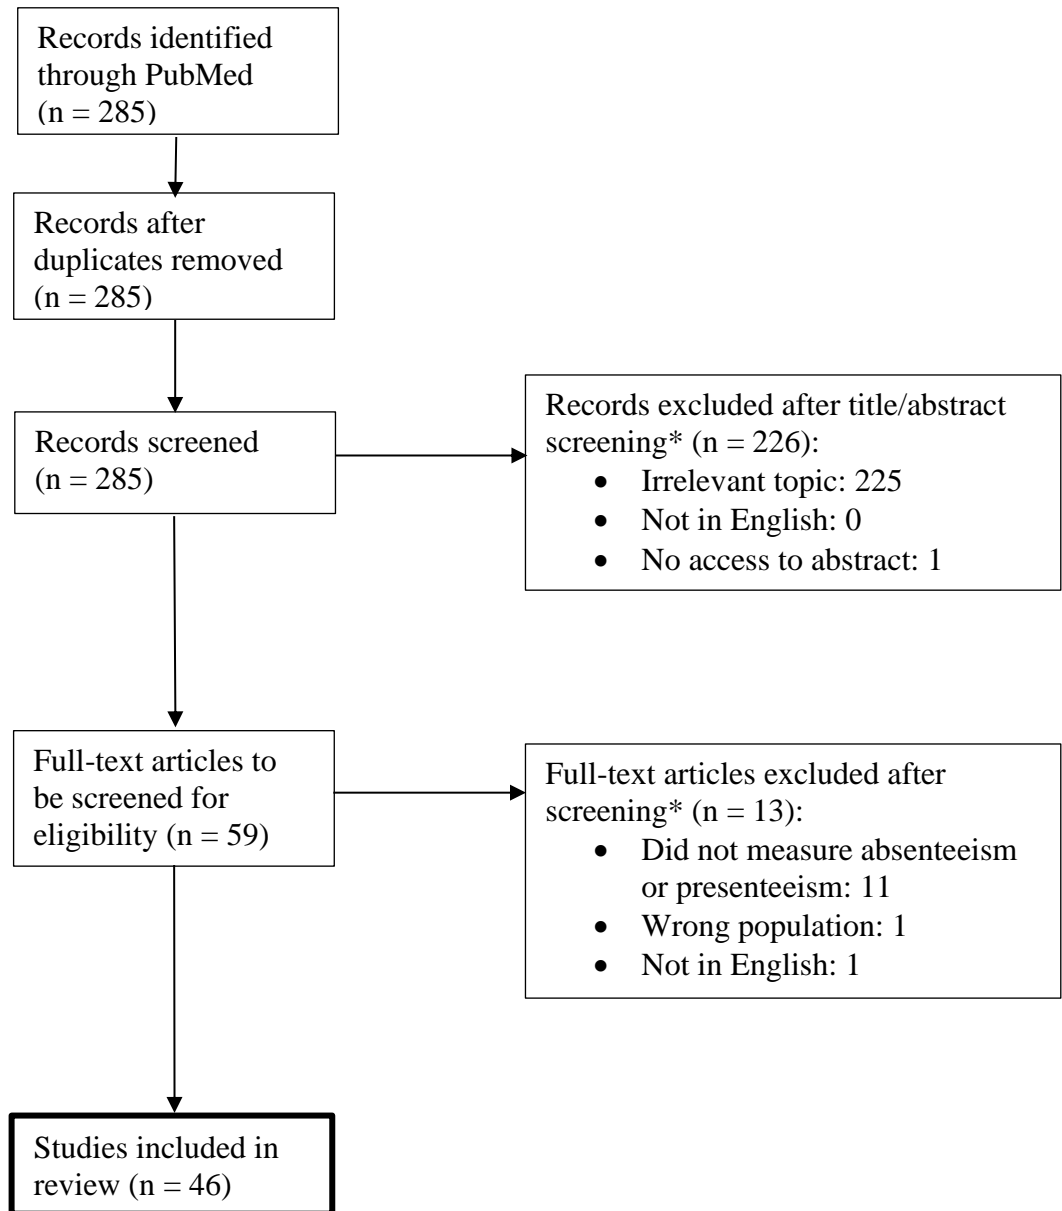 Records identified
through PubMed
(n = 285)
Records after
duplicates removed
(n = 285)
Records screened
(n = 285)
Records excluded after title/abstract
screening* (n = 226):
• Irrelevant topic: 225
• Not in English: 0
• No access to abstract: 1
Full-text articles to
be screened for
eligibility (n = 59)
Full-text articles excluded after
screening* (n = 13):
• Did not measure absenteeism
or presenteeism: 11
• Wrong population: 1
• Not in English: 1
Studies included in
review (n = 46)